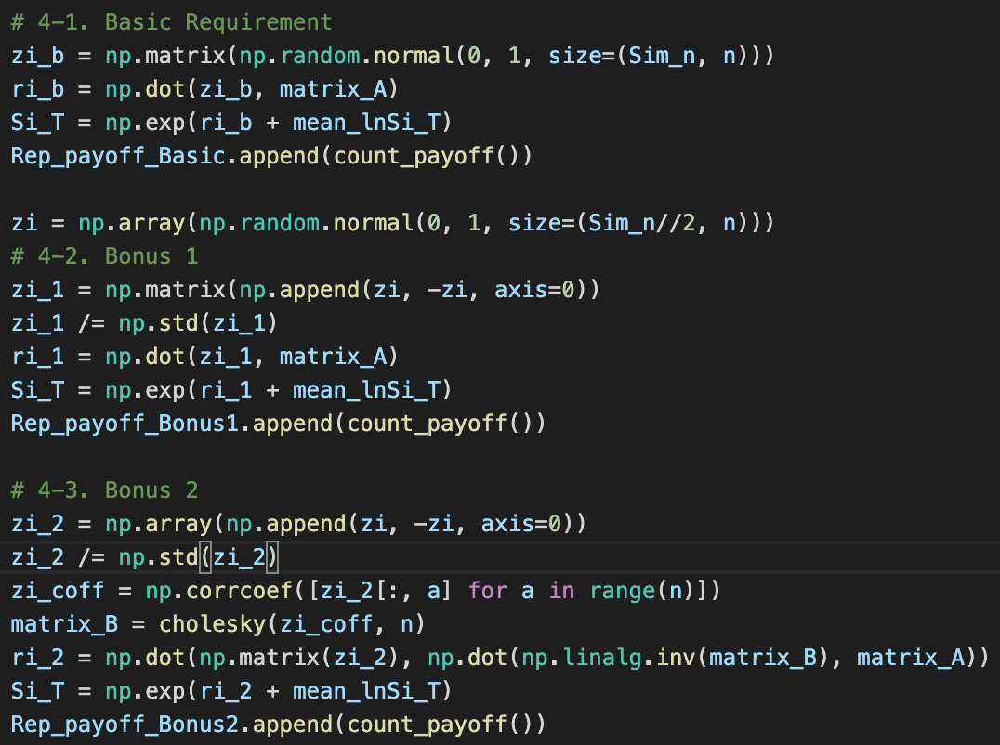 # 4-1. Basic Requirement
zi_b = np.matrix(np.random.normal(0, 1, size=(Sim_n, n)))
ri_b = np.dot(zi_b, matrix_A)
Si_T = np.exp(ri_b + mean_lnSi_T)
Rep_payoff_Basic.append(count_payoff())
zi = np.array(np.random.normal(0, 1, size=(Sim_n//2, n)))
# 4-2. Bonus 1
zi_1 = np.matrix(np.append(zi, -zi, axis=0))
zi_1 /= np.std(zi_1)
ri_1 = np.dot(zi_1, matrix_A)
Si_T = np.exp(ri_1 + mean_lnSi_T)
Rep_payoff_Bonus1.append(count_payoff())
# 4-3. Bonus 2
zi_2 = np.array(np.append(zi, -zi, axis=0))
zi_2 /= np.std(zi_2)
zi_coff = np.corrcoef([zi_2[:, a] for a in range(n)])
matrix_B = cholesky(zi_coff, n)
ri_2 = np.dot(np.matrix(zi_2), np.dot(np.linalg.inv(matrix_B), matrix_A))
Si_T = np.exp(ri_2 + mean_lnSi_T)
Rep_payoff_Bonus2.append(count_payoff())